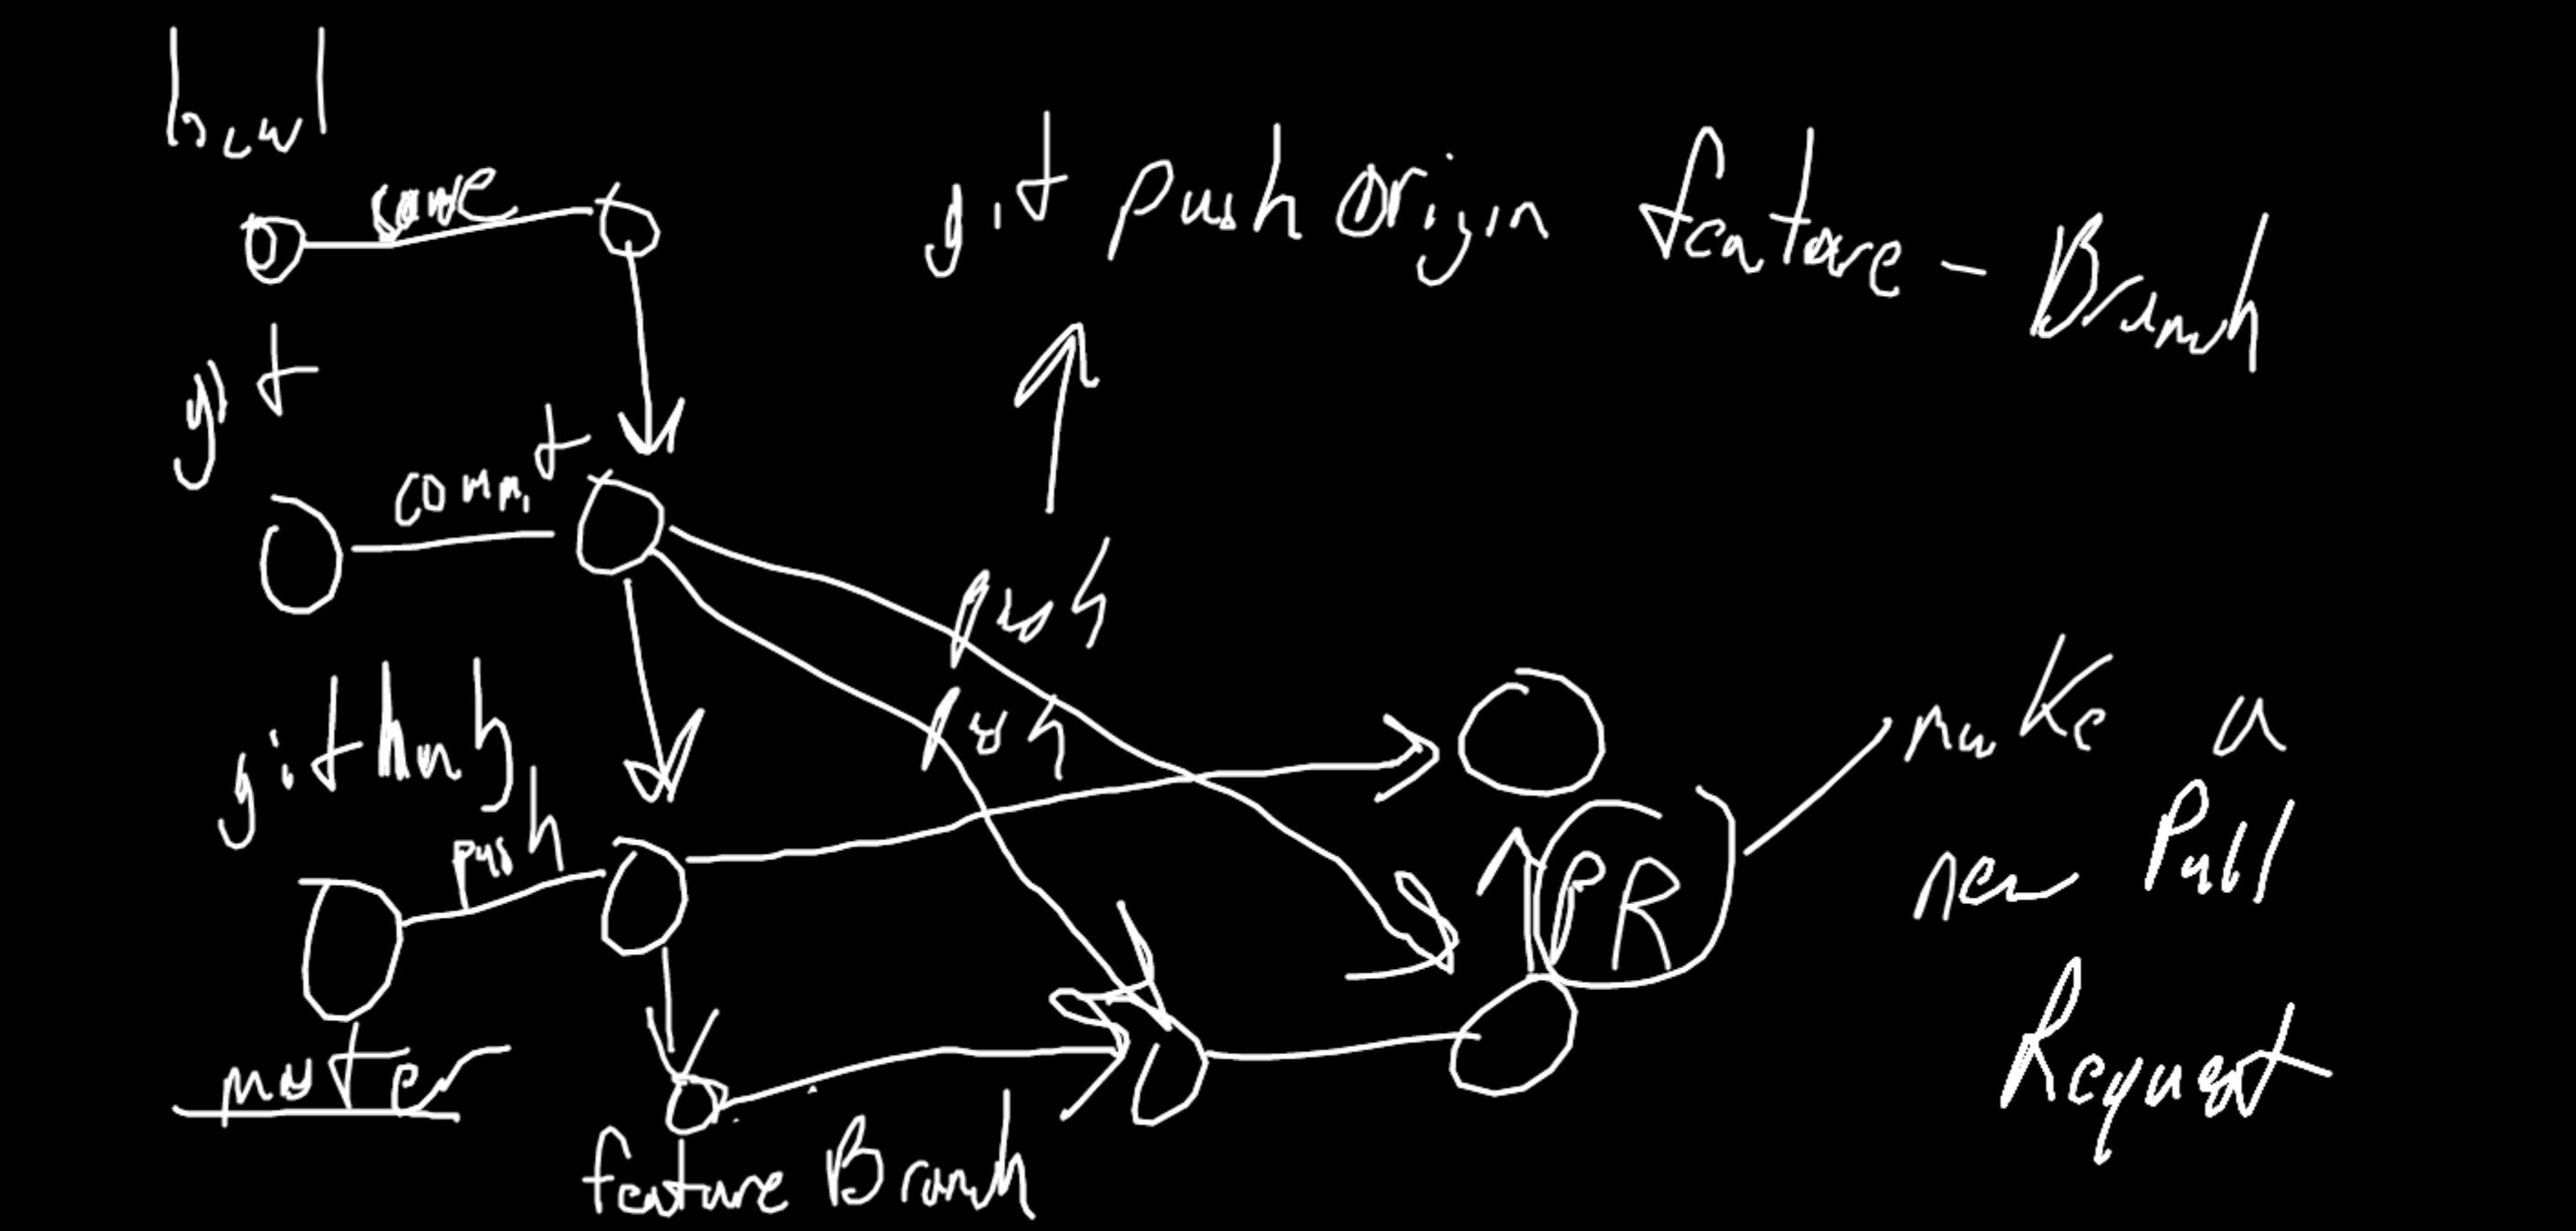 save
git push origin feature - Branch
git
commit
push
push
github
push
PR
make a
new Pull
Request
master
feature Branch